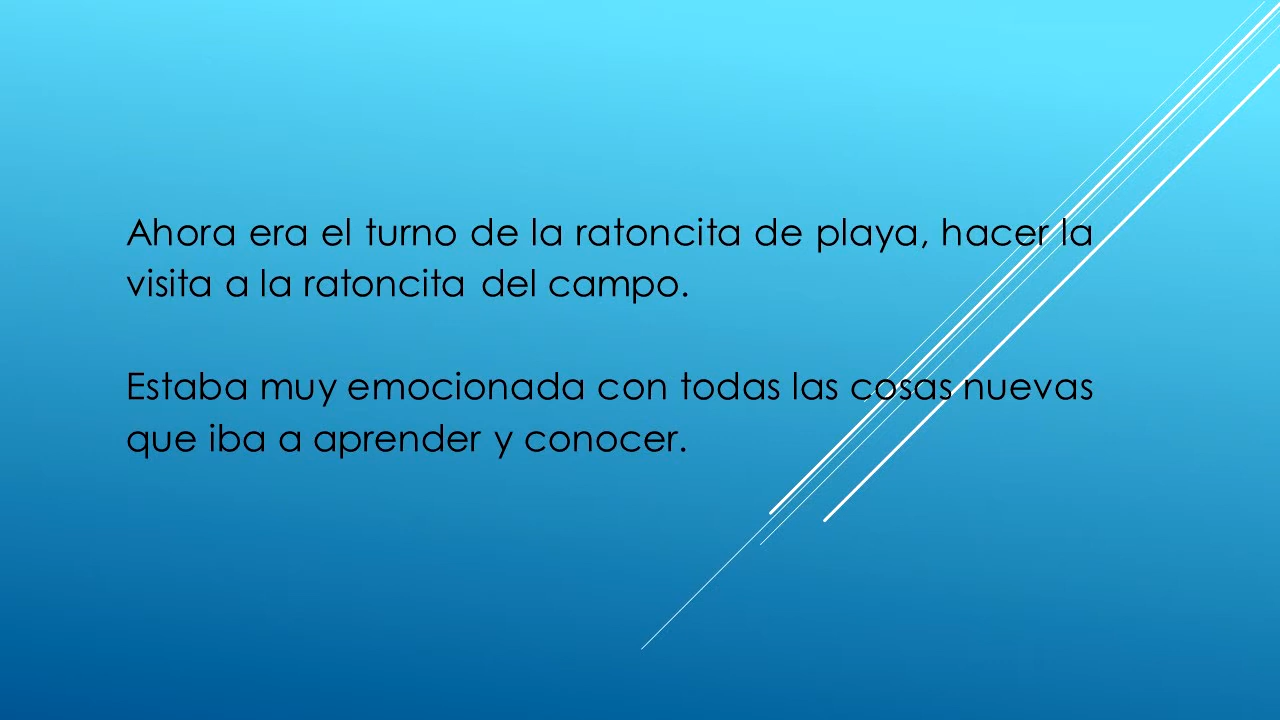 Ahora era el turno de la ratoncita de playa, hacer la
visita a la ratoncita del campo.
Estaba muy emocionada con todas las cosas nuevas
que iba a aprender y conocer.